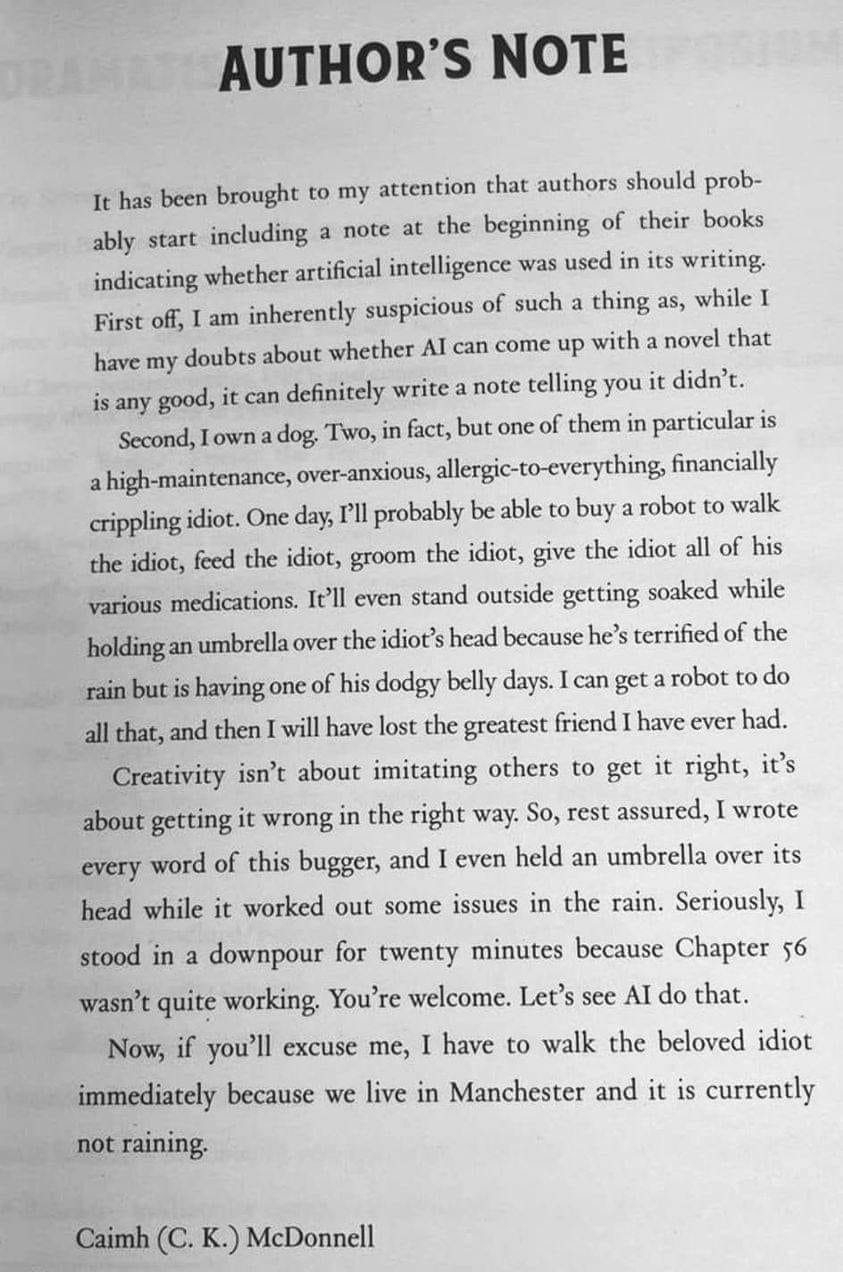 AUTHOR'S NOTE
It has been brought to my attention that authors should prob-
ably start including a note at the beginning of their books
indicating whether artificial intelligence was used in its writing.
First off, I am inherently suspicious of such a thing as, while I
have my doubts about whether AI can come up with a novel that
is any good, it can definitely write a note telling you it didn't.
Second, I own a dog. Two, in fact, but one of them in particular is
a high-maintenance, over-anxious, allergic-to-everything, financially
crippling idiot. One day, I'll probably be able to buy a robot to walk
the idiot, feed the idiot, groom the idiot, give the idiot all of his
various medications. It'll even stand outside getting soaked while
holding an umbrella over the idiot's head because he's terrified of the
rain but is having one of his dodgy belly days. I can get a robot to do
all that, and then I will have lost the greatest friend I have ever had.
Creativity isn't about imitating others to get it right, it's
about getting it wrong in the right way. So, rest assured, I wrote
every word of this bugger, and I even held an umbrella over its
head while it worked out some issues in the rain. Seriously, I
stood in a downpour for twenty minutes because Chapter 56
wasn't quite working. You're welcome. Let's see AI do that.
Now, if you'll excuse me, I have to walk the beloved idiot
immediately because we live in Manchester and it is currently
not raining.
Caimh (C. K.) McDonnell